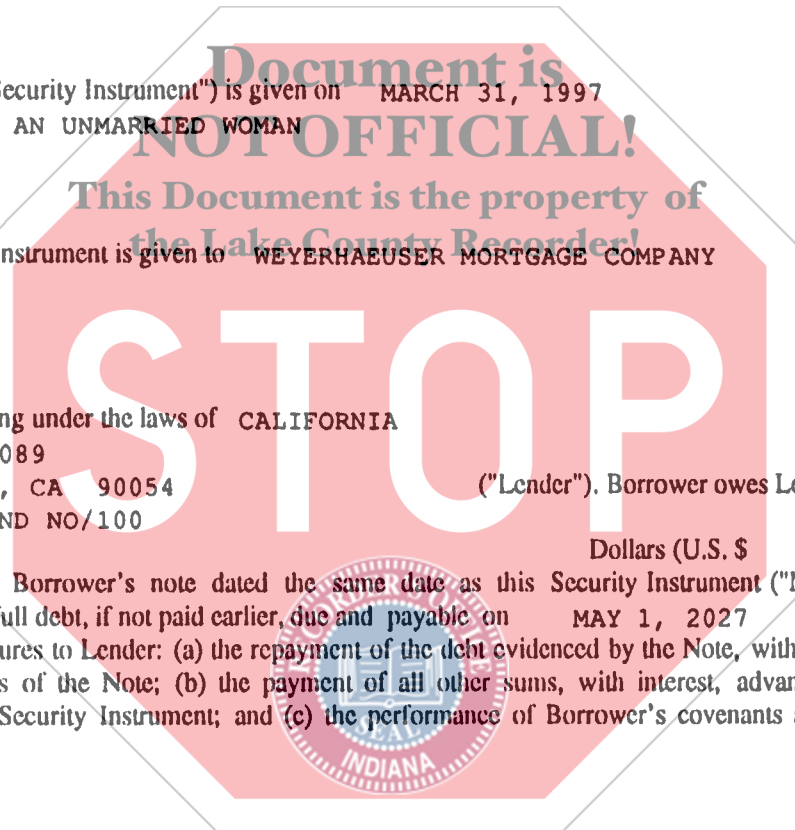 Document is
ecurity Instrument") is given on MARCH 31, 1997
AN UNMARRIED WOMAN
NOT OFFICIAL!
This Document is the property of
the Lake County Recorder!
nstrument is given to WEYERHAEUSER MORTGAGE COMPANY
STOP
ng under the laws of CALIFORNIA
089
, CA 90054 ("Lender"). Borrower owes Le
ND NO/100
Dollars (U.S. $
Borrower's note dated the same date as this Security Instrument ("N
full debt, if not paid earlier, due and payable on MAY 1, 2027
ures to Lender: (a) the repayment of the debt evidenced by the Note, with
s of the Note; (b) the payment of all other sums, with interest, advan
Security Instrument; and (c) the performance of Borrower's covenants a
SEAL
INDIANA